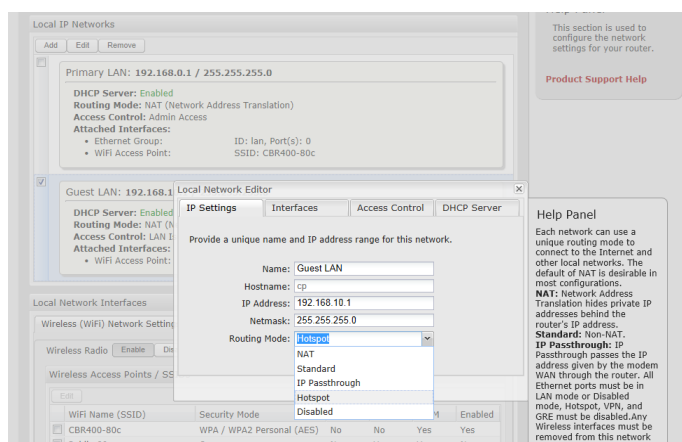 Help Panel
Local IP Networks
This section is used to
configure the network
settings for your router.
Product Support Help
Add Edit Remove
Primary LAN: 192.168.0.1 / 255.255.255.0
DHCP Server: Enabled
Routing Mode: NAT (Network Address Translation)
Access Control: Admin Access
Attached Interfaces:
• Ethernet Group: ID: lan, Port(s): 0
• WiFi Access Point: SSID: CBR400-80c
Guest LAN: 192.168.1
DHCP Server: Enabled
Routing Mode: NAT (N
Access Control: LAN I
Attached Interfaces:
• WiFi Access Point:
Local Network Editor
IP Settings Interfaces Access Control DHCP Server
Provide a unique name and IP address range for this network.
Name: Guest LAN
Hostname: cp
IP Address: 192.168.10.1
Netmask: 255.255.255.0
Routing Mode: Hotspot
NAT
Standard
IP Passthrough
Hotspot
Disabled
Help Panel
Each network can use a
unique routing mode to
connect to the Internet and
other local networks. The
default of NAT is desirable in
most configurations.
NAT: Network Address
Translation hides private IP
addresses behind the
router's IP address.
Standard: Non-NAT.
IP Passthrough: IP
Passthrough passes the IP
address given by the modem
WAN through the router. All
Ethernet ports must be in
LAN mode or Disabled
mode, Hotspot, VPN, and
GRE must be disabled.Any
Wireless interfaces must be
removed from this network
Local Network Interfaces
Wireless (WiFi) Network Setting
Wireless Radio Enable Dis
Wireless Access Points / SS
Edit
WiFi Name (SSID) Security Mode M Enabled
CBR400-80c WPA / WPA2 Personal (AES) No No Yes Yes